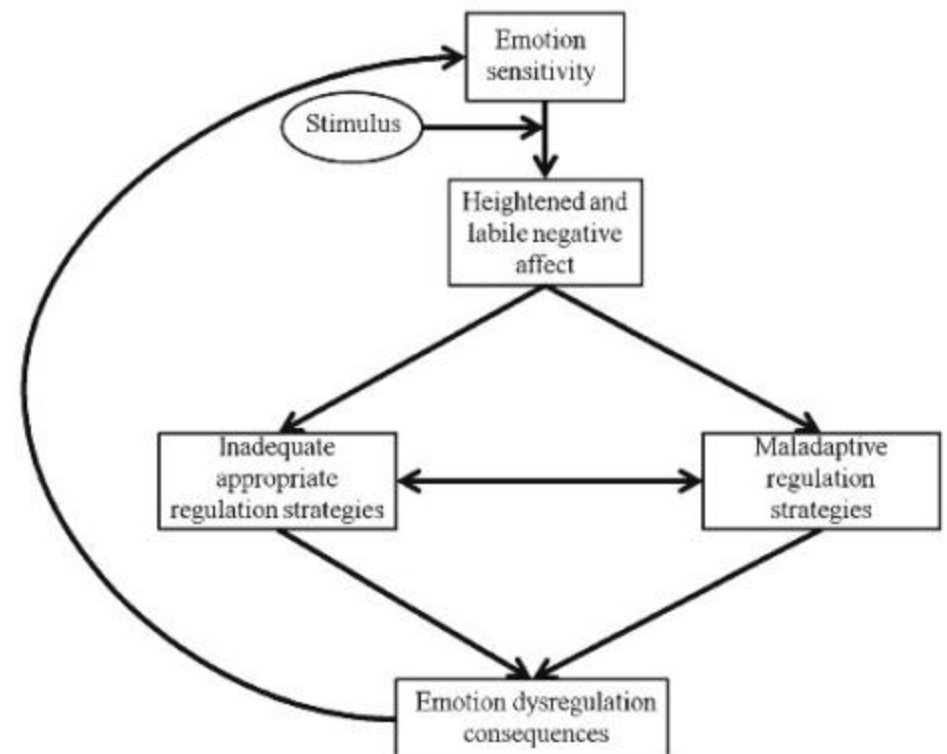 Emotion
sensitivity
Stimulus
Heightened and
labile negative
affect
Inadequate
appropriate
regulation strategies
Maladaptive
regulation
strategies
Emotion dysregulation
consequences